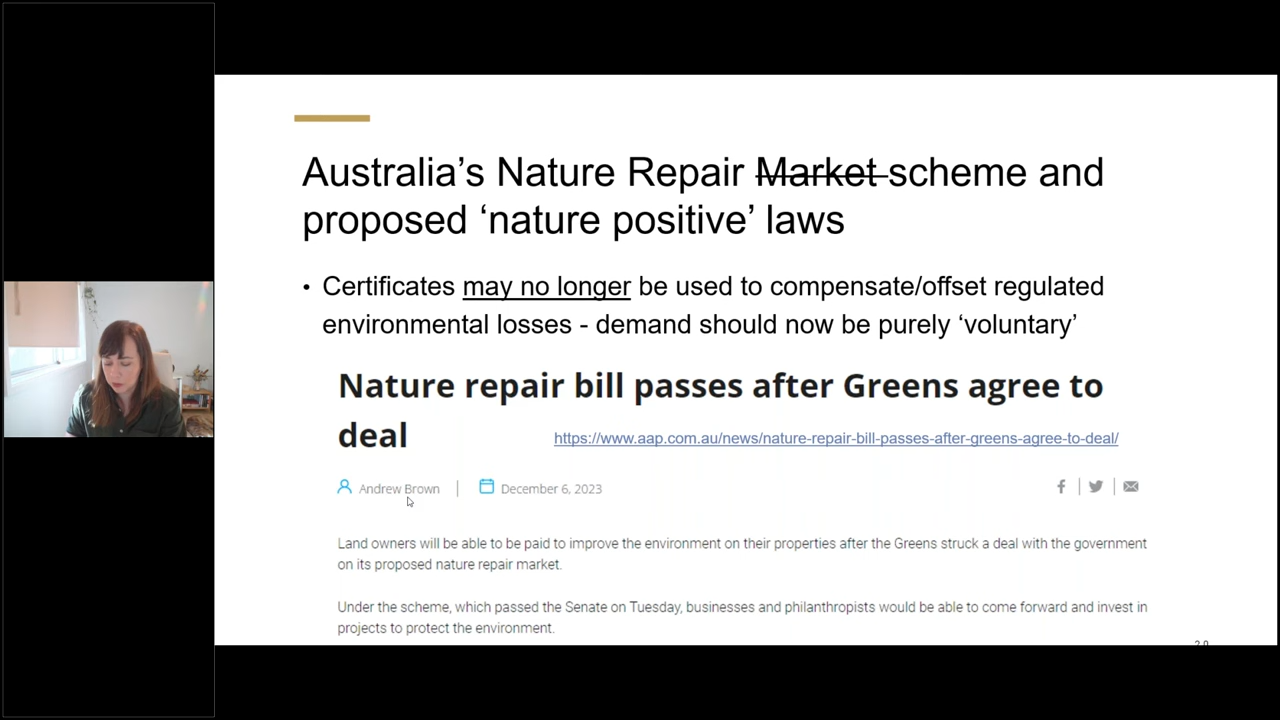 Australia’s Nature Repair Market scheme and
proposed ‘nature positive’ laws
• Certificates may no longer be used to compensate/offset regulated
environmental losses - demand should now be purely ‘voluntary’
Nature repair bill passes after Greens agree to
deal
https://www.aap.com.au/news/nature-repair-bill-passes-after-greens-agree-to-deal/
Andrew Brown | December 6, 2023
Land owners will be able to be paid to improve the environment on their properties after the Greens struck a deal with the government
on its proposed nature repair market.
Under the scheme, which passed the Senate on Tuesday, businesses and philanthropists would be able to come forward and invest in
projects to protect the environment.